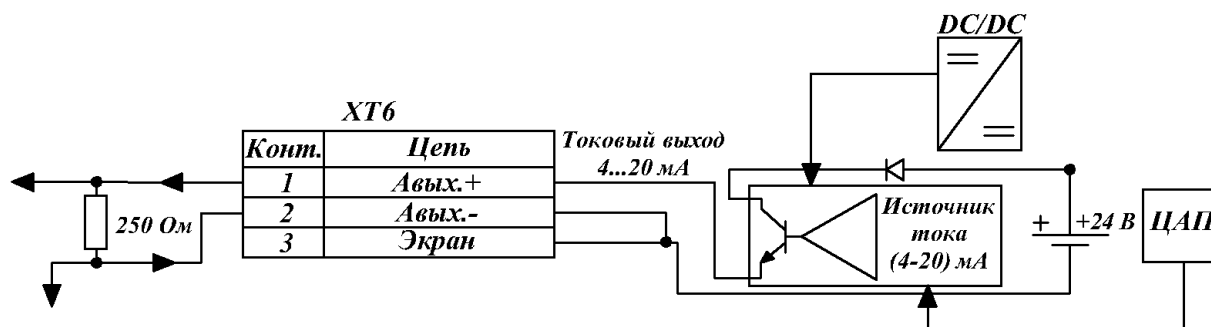 DC/DC
XT6
Конт. Цепь
1 Авых.+
2 Авых.-
3 Экран
Токовый выход
4...20 мА
250 Ом
Источник
тока
(4-20) мА
+
+24 В
ЦАП